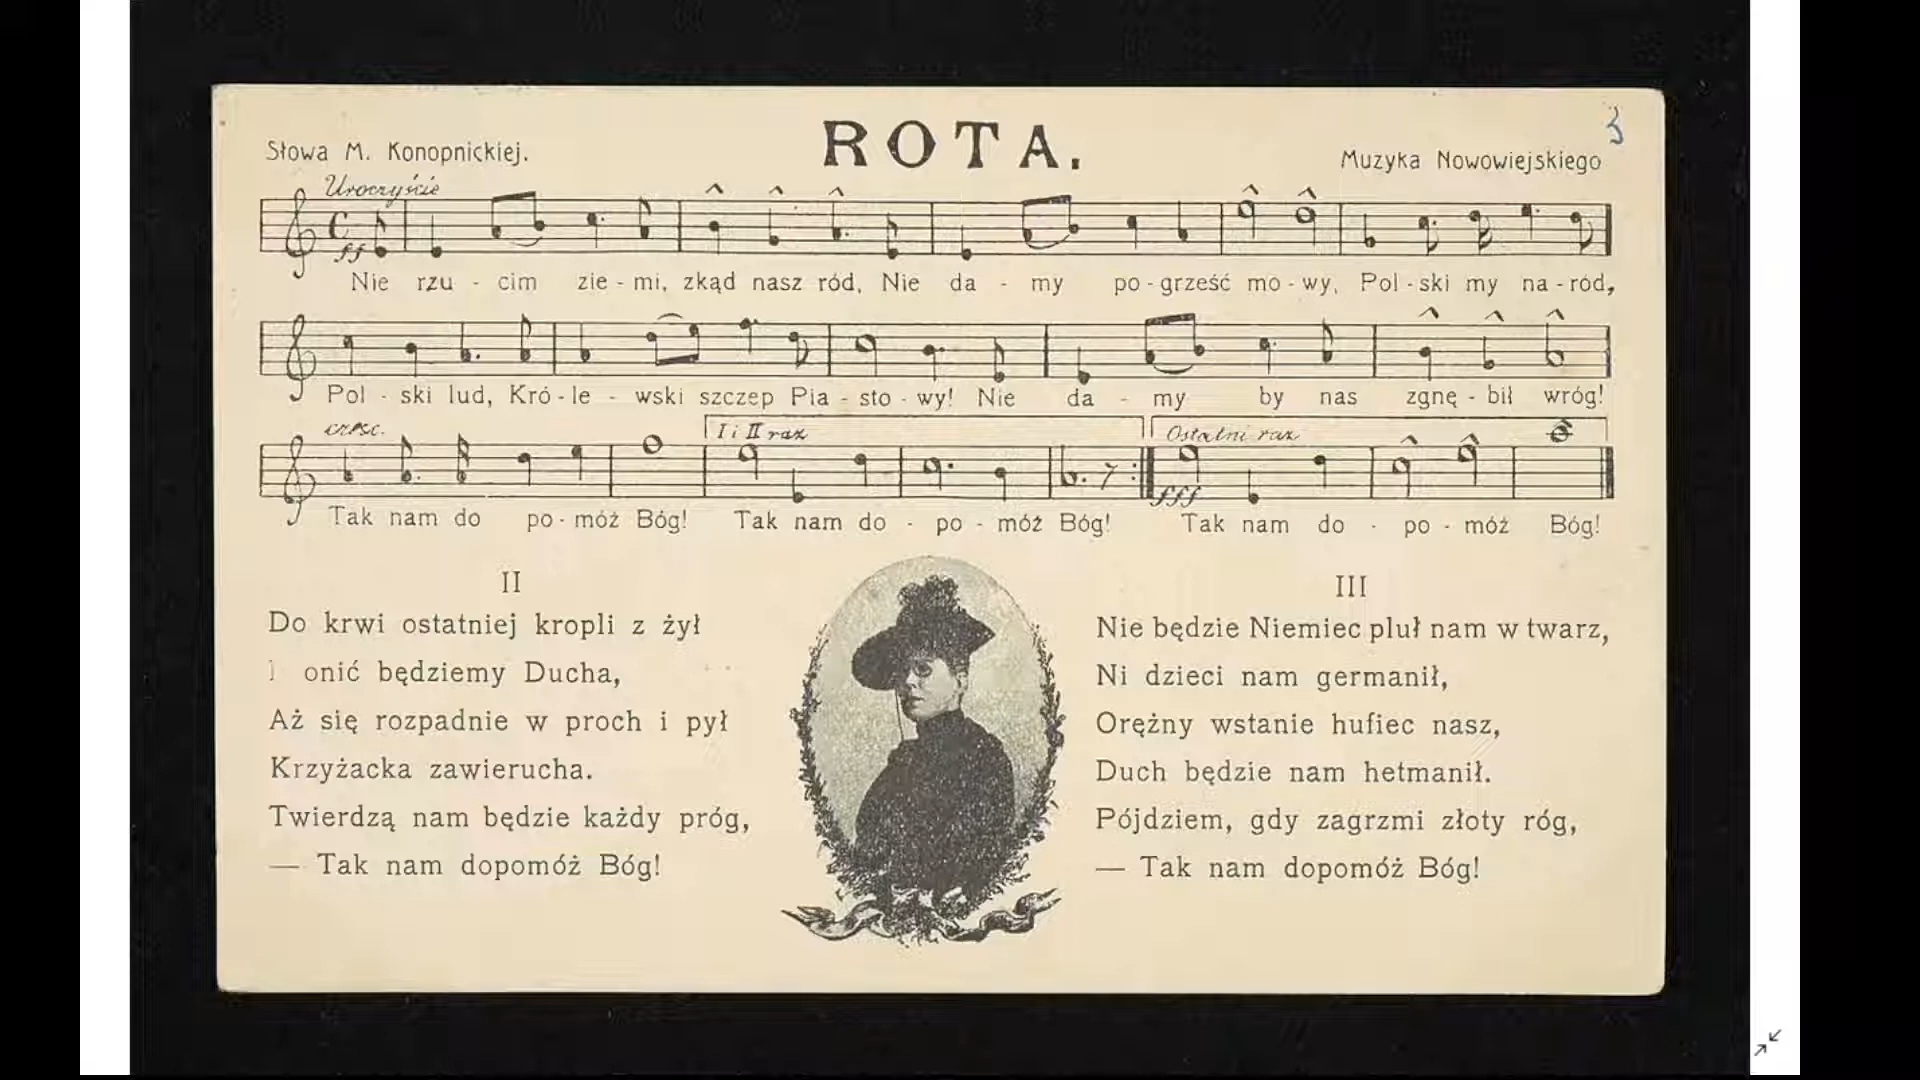 3
ROTA.
Słowa M. Konopnickiej.
Muzyka Nowowiejskiego
Uroczyście
ff
Nie rzu - cim zie - mi, zkąd nasz ród, Nie da - my po - grześć mo - wy, Pol - ski my na - ród,
Pol - ski lud, Kró - le - wski szczep Pia - sto - wy! Nie da - my by nas zgnę - bił wróg!
cresc.
I i II raz
Ostatni raz
fff
Tak nam do po - móż Bóg! Tak nam do - po - móż Bóg! Tak nam do - po - móż Bóg!
II
Do krwi ostatniej kropli z żył
onić będziemy Ducha,
Aż się rozpadnie w proch i pył
Krzyżacka zawierucha.
Twierdzą nam będzie każdy próg,
— Tak nam dopomóż Bóg!
III
Nie będzie Niemiec pluł nam w twarz,
Ni dzieci nam germanił,
Orężny wstanie hufiec nasz,
Duch będzie nam hetmanił.
Pójdziem, gdy zagrzmi złoty róg,
— Tak nam dopomóż Bóg!